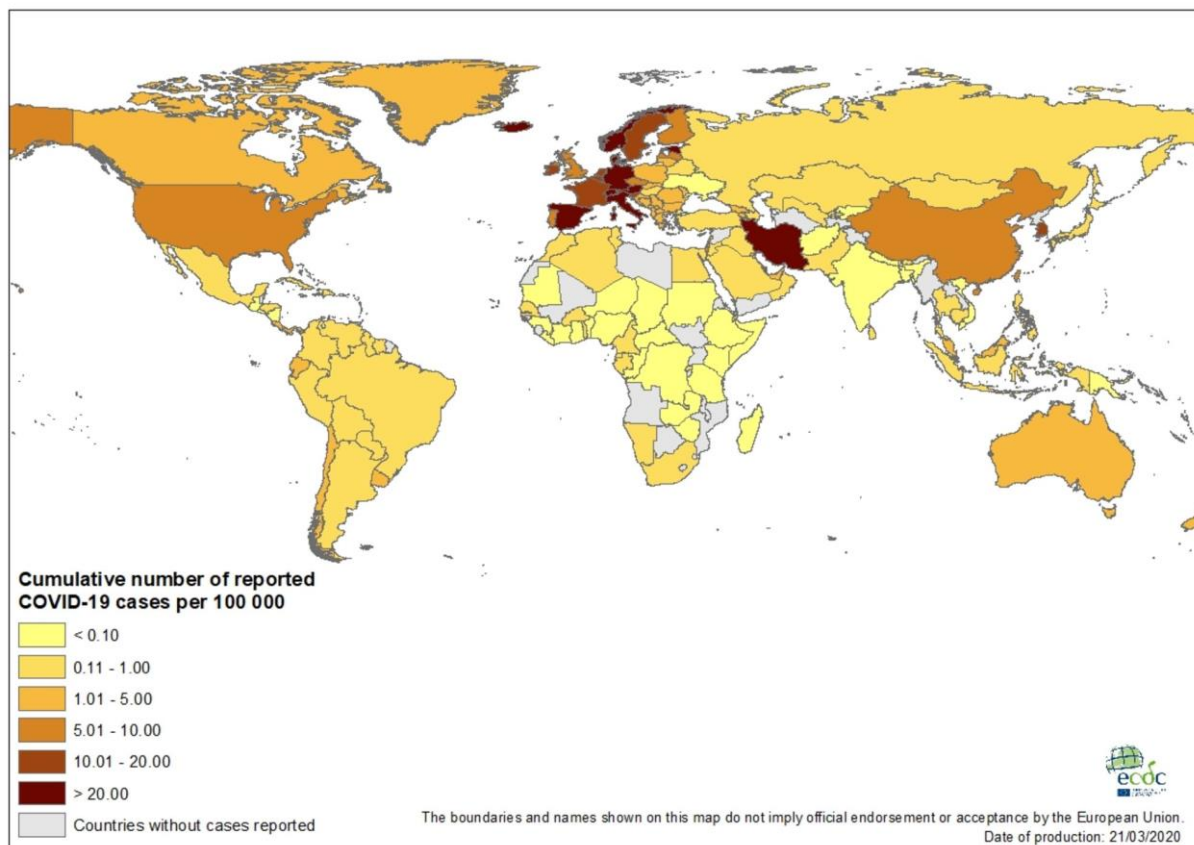 Cumulative number of reported
COVID-19 cases per 100 000
< 0.10
0.11 - 1.00
1.01 - 5.00
5.01 - 10.00
10.01 - 20.00
> 20.00
Countries without cases reported
ecdc
The boundaries and names shown on this map do not imply official endorsement or acceptance by the European Union.
Date of production: 21/03/2020